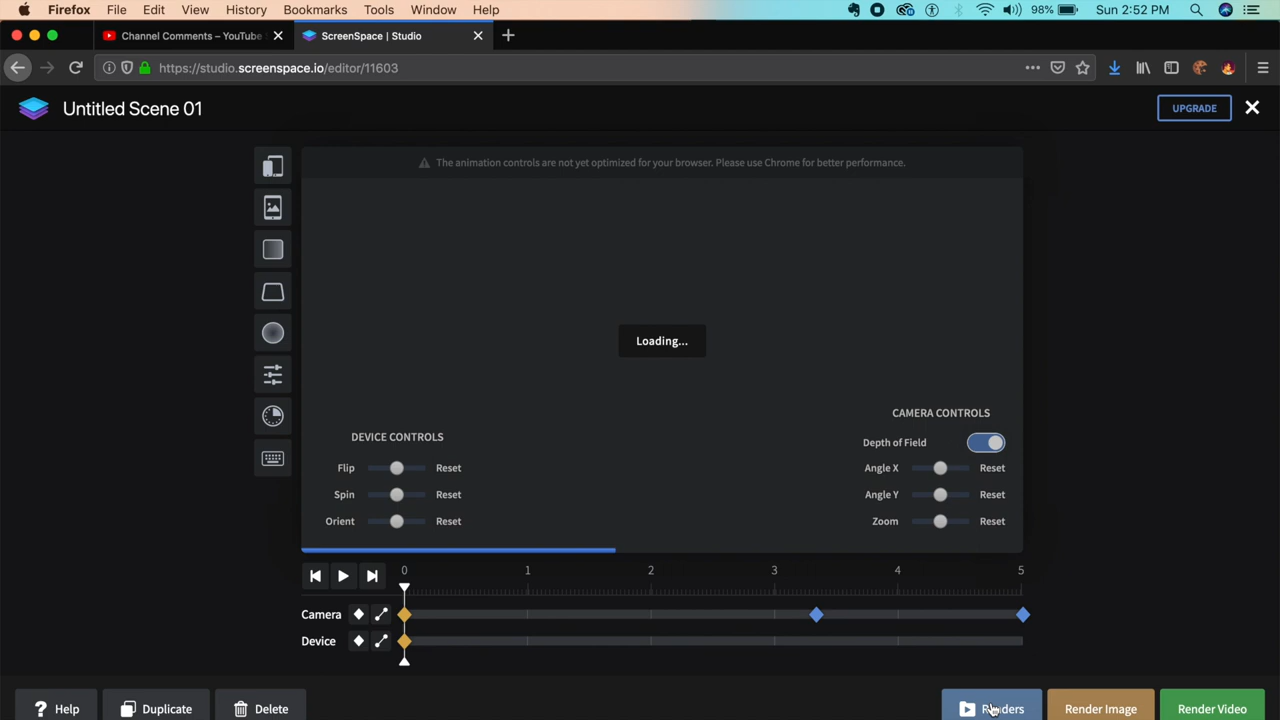 Firefox File Edit View History Bookmarks Tools Window Help 98% Sun 2:52 PM
Channel Comments – YouTube ScreenSpace | Studio
https://studio.screenspace.io/editor/11603
Untitled Scene 01 UPGRADE
The animation controls are not yet optimized for your browser. Please use Chrome for better performance.
Loading...
CAMERA CONTROLS
DEVICE CONTROLS
Depth of Field
Flip Reset Angle X Reset
Spin Reset Angle Y Reset
Orient Reset Zoom Reset
0 1 2 3 4 5
Camera
Device
? Help Duplicate Delete Renders Render Image Render Video